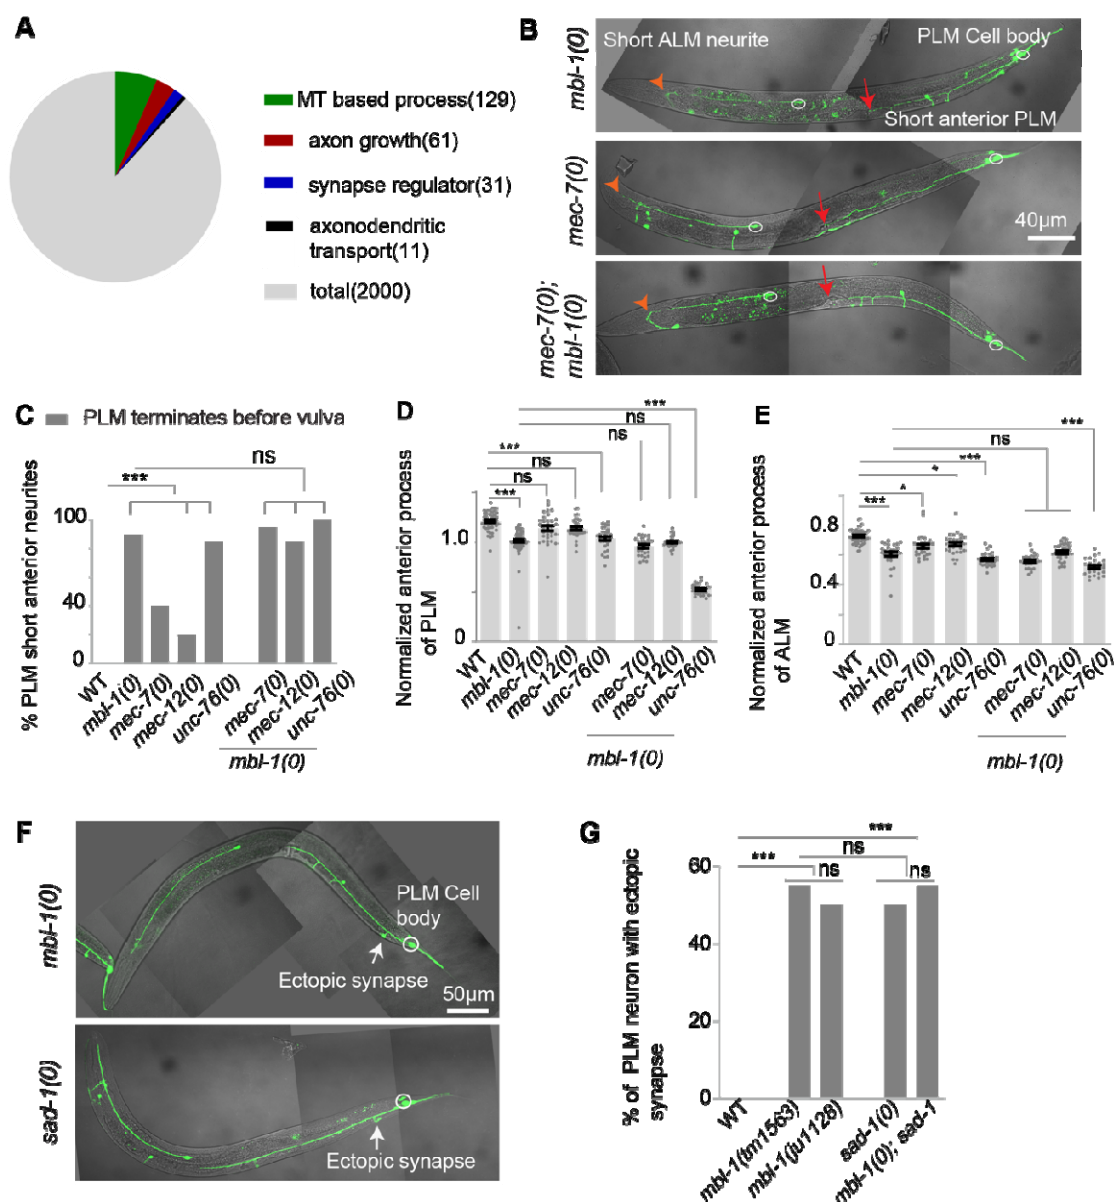 A
MT based process(129)
axon growth(61)
synapse regulator(31)
axonodendritic
transport(11)
total(2000)
B
mbl-1(0)
Short ALM neurite
PLM Cell body
Short anterior PLM
mec-7(0)
40µm
mec-7(0);
mbl-1(0)
C
PLM terminates before vulva
ns
***
% PLM short anterior neurites
100
40
0
WT
mbl-1(0)
mec-7(0)
mec-12(0)
unc-76(0)
mec-7(0)
mec-12(0)
unc-76(0)
mbl-1(0)
D
***
ns
ns
***
ns
ns
***
Normalized anterior process
of PLM
1.0
0
WT
mbl-1(0)
mec-7(0)
mec-12(0)
unc-76(0)
mec-7(0)
mec-12(0)
unc-76(0)
mbl-1(0)
E
***
ns
***
*
*
***
Normalized anterior process
of ALM
0.8
0.4
0
WT
mbl-1(0)
mec-7(0)
mec-12(0)
unc-76(0)
mec-7(0)
mec-12(0)
unc-76(0)
mbl-1(0)
F
mbl-1(0)
PLM Cell
body
Ectopic synapse
50µm
sad-1(0)
Ectopic synapse
G
***
ns
***
ns
ns
% of PLM neuron with ectopic
synapse
60
40
20
0
WT
mbl-1(tm1563)
mbl-1(ju1128)
sad-1(0)
mbl-1(0); sad-1